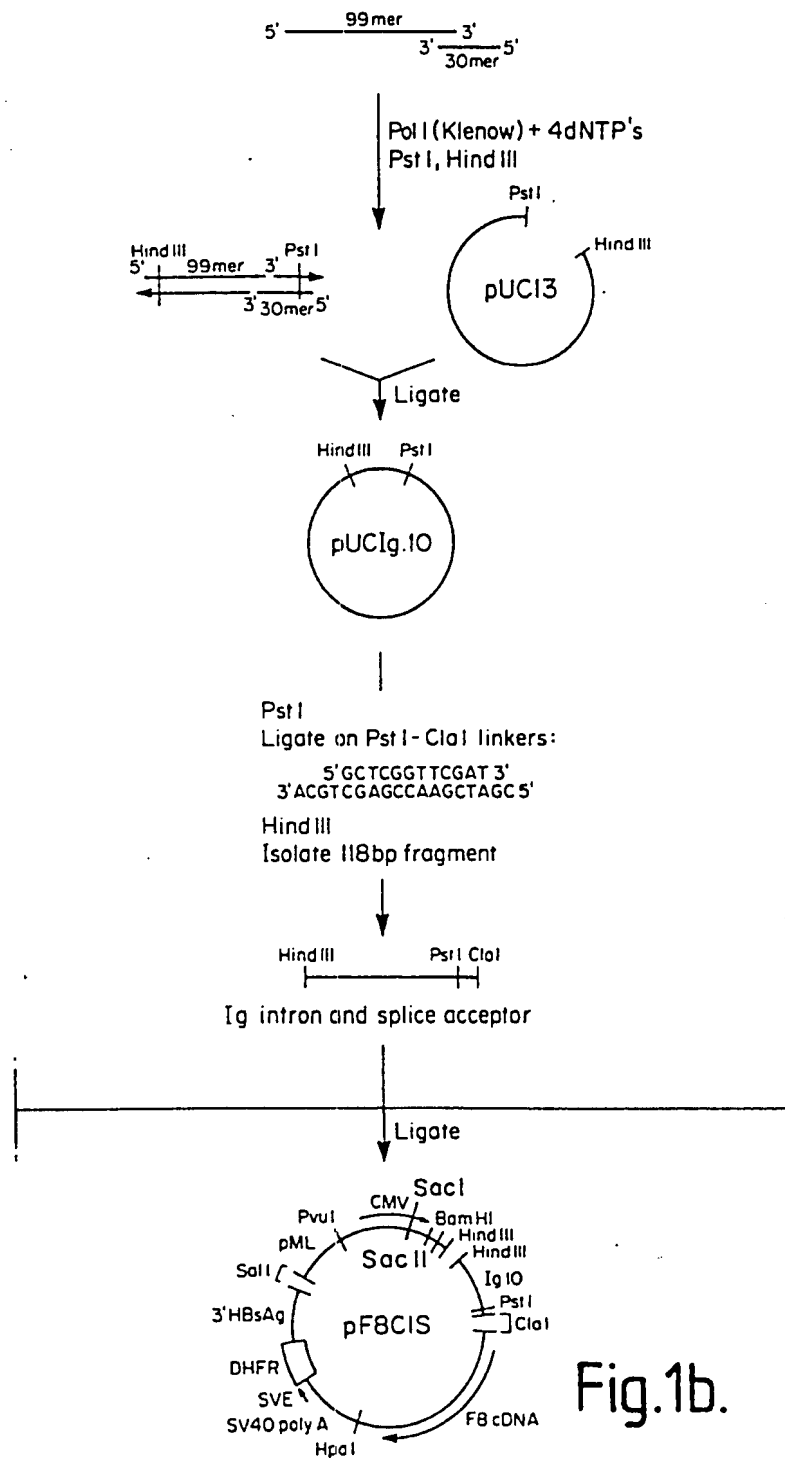 5' 99mer 3'
3' 30mer 5'
Pol I (Klenow) + 4dNTP's
Pst I, Hind III
Pst I
Hind III
pUC13
Hind III Pst I
5' 99mer 3'
3' 30mer 5'
Ligate
Hind III Pst I
pUCIg.10
Pst I
Ligate on Pst I - Cla I linkers:
5'GCTCGGTTCGAT 3'
3'ACGTCGAGCCAAGCTAGC 5'
Hind III
Isolate 118bp fragment
Hind III Pst I Cla I
Ig intron and splice acceptor
Ligate
SacI
CMV
Pvu I
Bam HI
Hind III
Hind III
pML
Sac II
Sal I
Ig 10
Pst I
Cla I
3'HBsAg
pF8CIS
DHFR
SVE
SV40 poly A
Hpa I
F8 cDNA
Fig.1b.